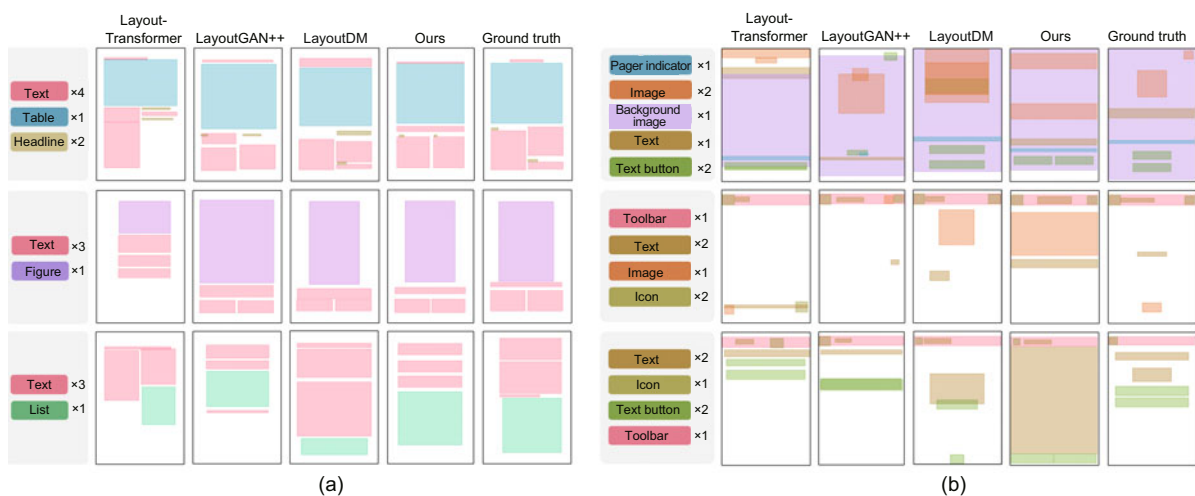 Layout-
Transformer LayoutGAN++ LayoutDM Ours Ground truth
Text ×4
Table ×1
Headline ×2
Text ×3
Figure ×1
Text ×3
List ×1
(a)
Layout-
Transformer LayoutGAN++ LayoutDM Ours Ground truth
Pager indicator ×1
Image ×2
Background
image ×1
Text ×1
Text button ×2
Toolbar ×1
Text ×2
Image ×1
Icon ×2
Text ×2
Icon ×1
Text button ×2
Toolbar ×1
(b)